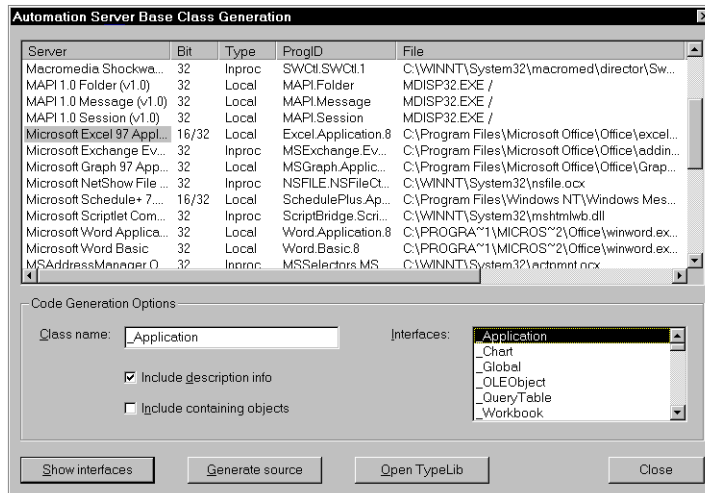 Automation Server Base Class Generation
Server Bit Type ProgID File
Macromedia Shockwa... 32 Inproc SWCtl.SWCtl.1 C:\WINNT\System32\macromed\director\Sw...
MAPI 1.0 Folder (v1.0) 32 Local MAPI.Folder MDISP32.EXE /
MAPI 1.0 Message (v1.0) 32 Local MAPI.Message MDISP32.EXE /
MAPI 1.0 Session (v1.0) 32 Local MAPI.Session MDISP32.EXE /
Microsoft Excel 97 Appl... 16/32 Local Excel.Application.8 C:\Program Files\Microsoft Office\Office\excel...
Microsoft Exchange Ev... 32 Inproc MSExchange.Ev... C:\Program Files\Microsoft Office\Office\addin...
Microsoft Graph 97 App... 32 Local MSGraph.Applic... C:\Program Files\Microsoft Office\Office\Grap...
Microsoft NetShow File ... 32 Inproc NSFILE.NSFileCt... C:\WINNT\System32\nsfile.ocx
Microsoft Schedule+ 7.... 16/32 Local SchedulePlus.Ap... C:\Program Files\Windows NT\Windows Mes...
Microsoft Scriptlet Com... 32 Inproc ScriptBridge.Scri... C:\WINNT\System32\mshtmlwb.dll
Microsoft Word Applica... 32 Local Word.Application.8 C:\PROGRA~1\MICROS~2\Office\winword.ex...
Microsoft Word Basic 32 Local Word.Basic.8 C:\PROGRA~1\MICROS~2\Office\winword.ex...
MSAddressManager.O... 32 Inproc MSSelectors.MS... C:\WINNT\System32\actpmnt.ocx
Code Generation Options
Class name: _Application Interfaces: _Application
_Chart
_Global
_OLEObject
_QueryTable
_Workbook
Include description info
Include containing objects
Show interfaces Generate source Open TypeLib Close